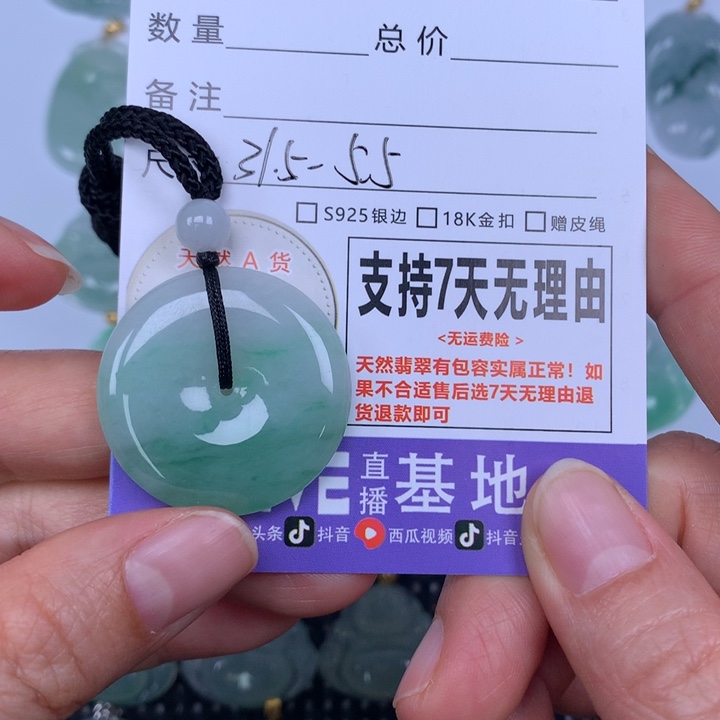 数量 总价
备注
尺 31.5-5.5
S925银边 18K金扣 赠皮绳
天然A货
支持7天无理由
<无运费险>
天然翡翠有包容实属正常！如
果不合适售后选7天无理由退
货退款即可
直播基地
头条 抖音 西瓜视频 抖音